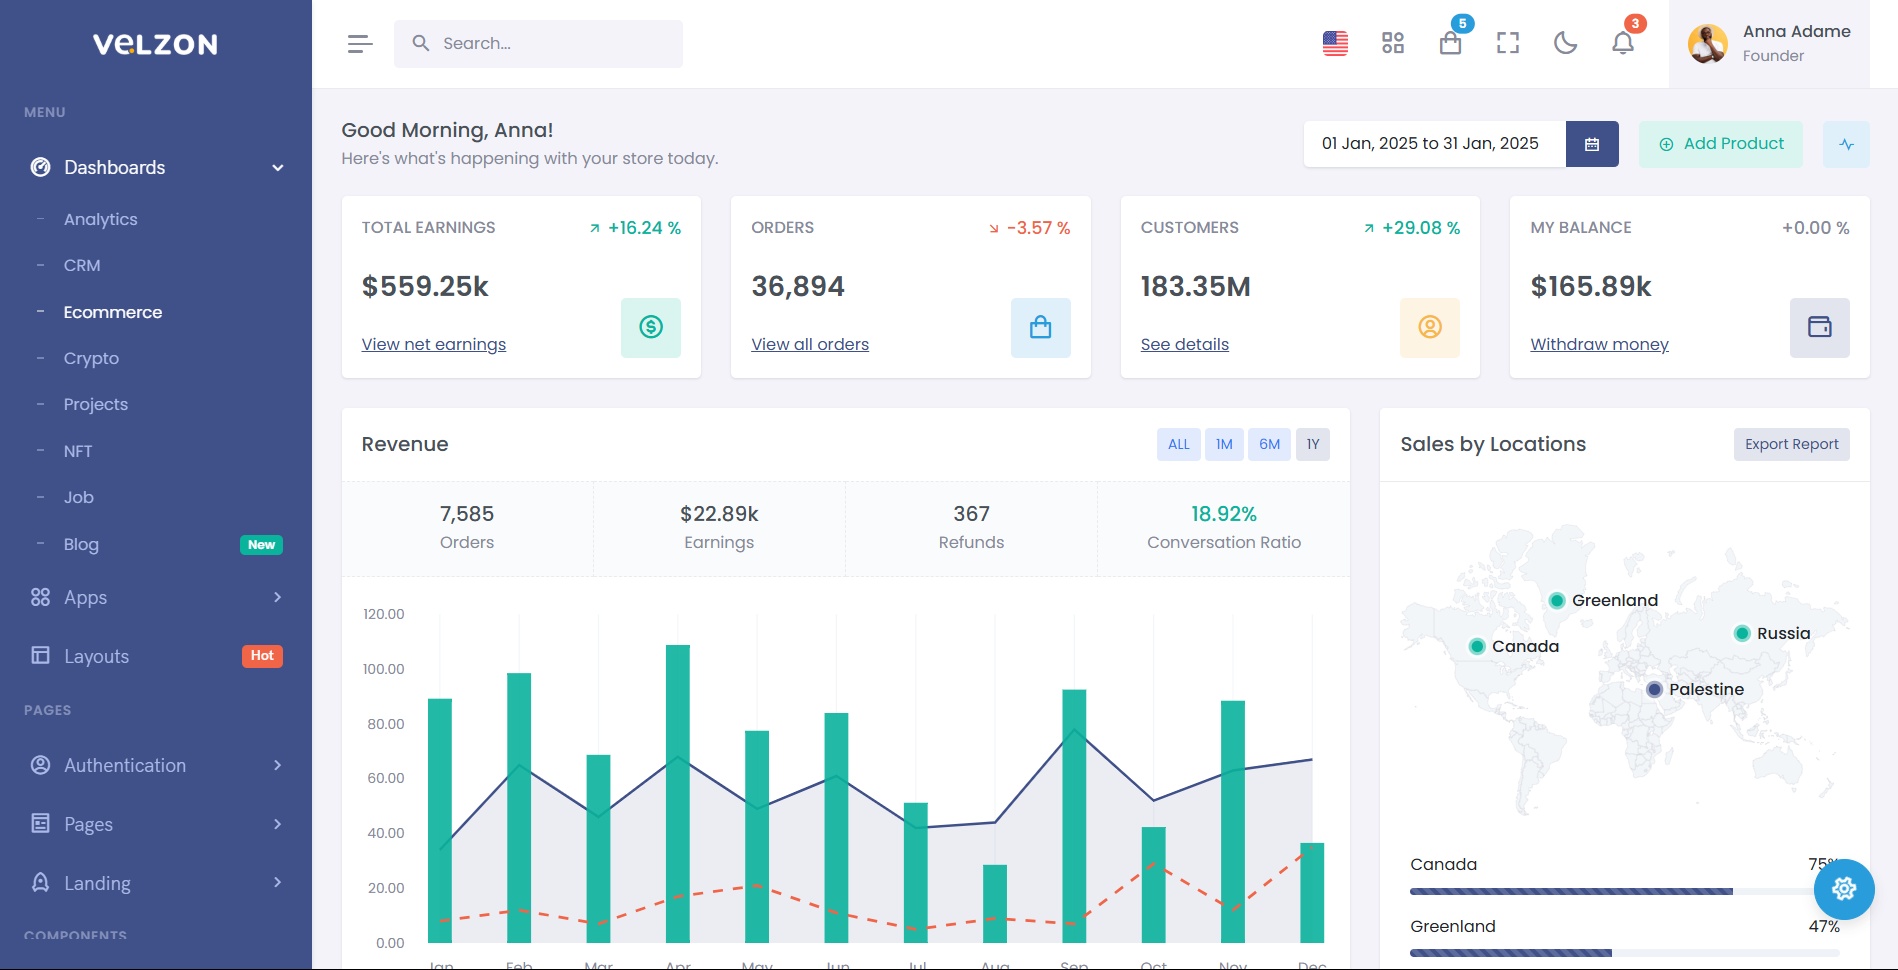 VELZON
Search...
5
3
Anna Adame
Founder
MENU
Dashboards
Analytics
CRM
Ecommerce
Crypto
Projects
NFT
Job
Blog
New
Apps
Layouts
Hot
PAGES
Authentication
Pages
Landing
COMPONENTS
Good Morning, Anna!
Here's what's happening with your store today.
01 Jan, 2025 to 31 Jan, 2025
Add Product
TOTAL EARNINGS
+16.24 %
$559.25k
View net earnings
ORDERS
-3.57 %
36,894
View all orders
CUSTOMERS
+29.08 %
183.35M
See details
MY BALANCE
+0.00 %
$165.89k
Withdraw money
Revenue
ALL
1M
6M
1Y
7,585
Orders
$22.89k
Earnings
367
Refunds
18.92%
Conversation Ratio
120.00
100.00
80.00
60.00
40.00
20.00
0.00
Jan Feb Mar Apr May Jun Jul Aug Sep Oct Nov Dec
Sales by Locations
Export Report
Greenland
Canada
Russia
Palestine
Canada
75%
Greenland
47%